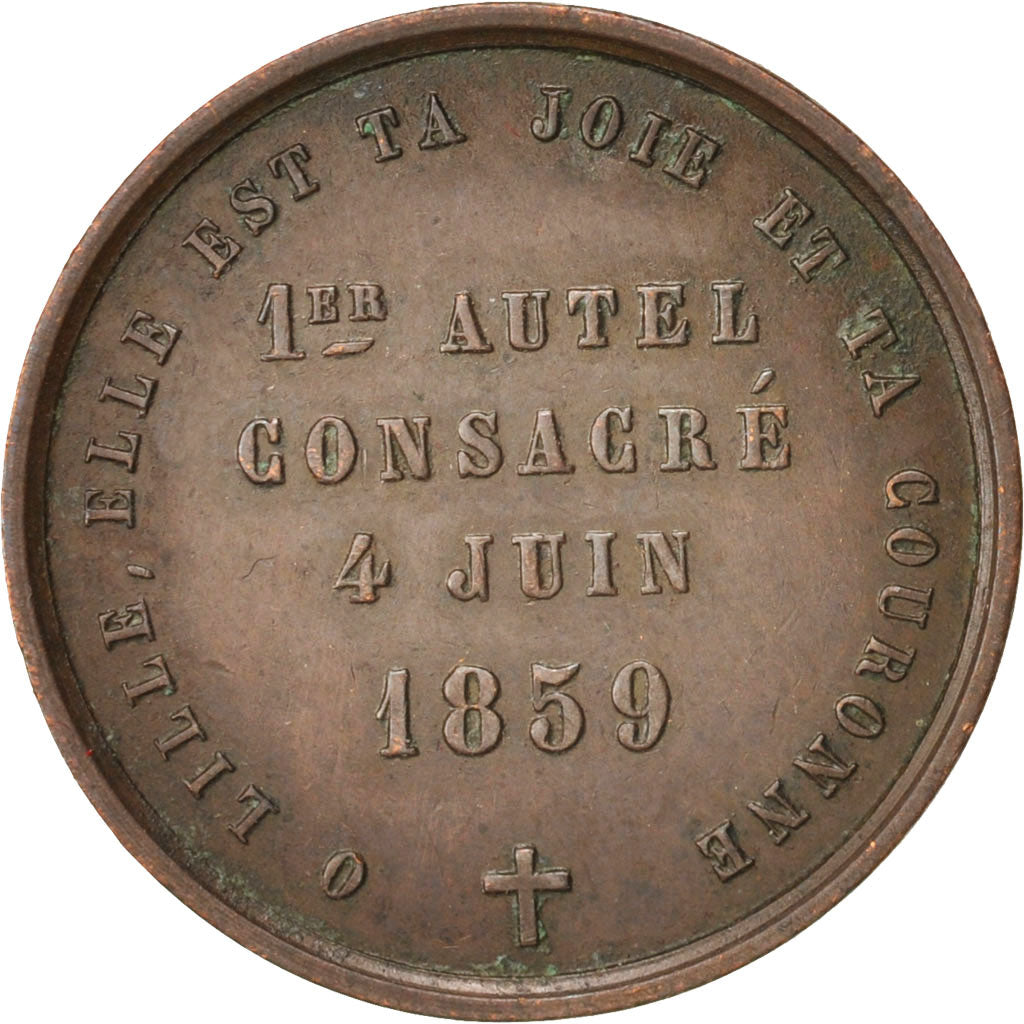 O LILLE, ELLE EST TA JOIE ET TA COURONNE
1ER AUTEL
CONSACRÉ
4 JUIN
1859